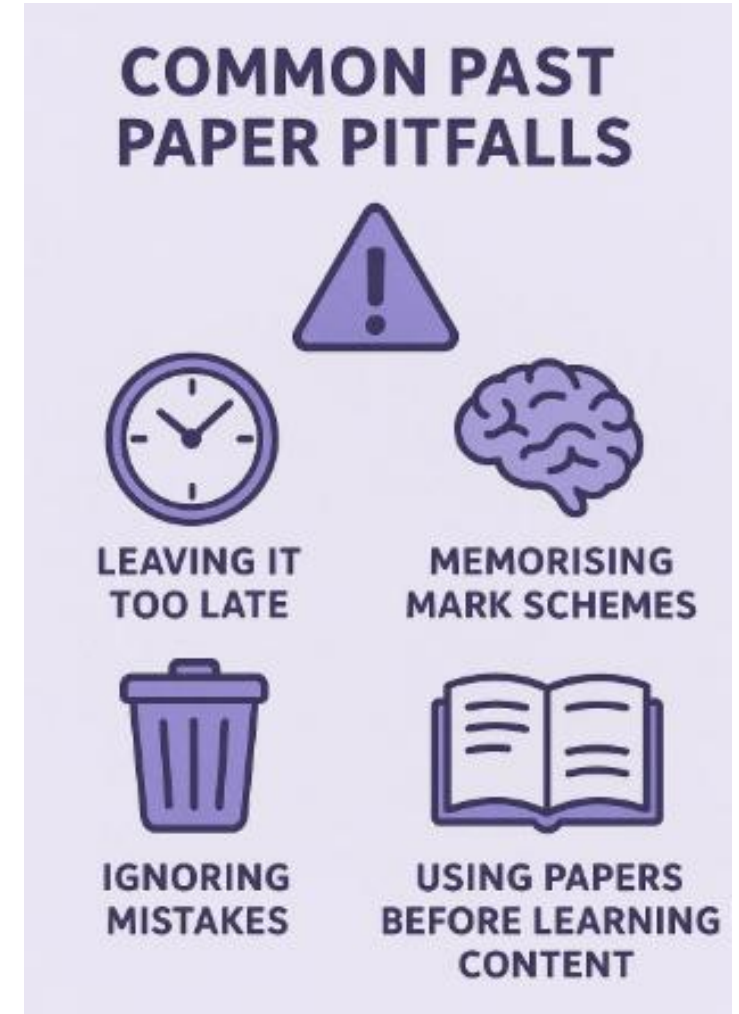 COMMON PAST
PAPER PITFALLS
LEAVING IT
TOO LATE
MEMORISING
MARK SCHEMES
IGNORING
MISTAKES
USING PAPERS
BEFORE LEARNING
CONTENT